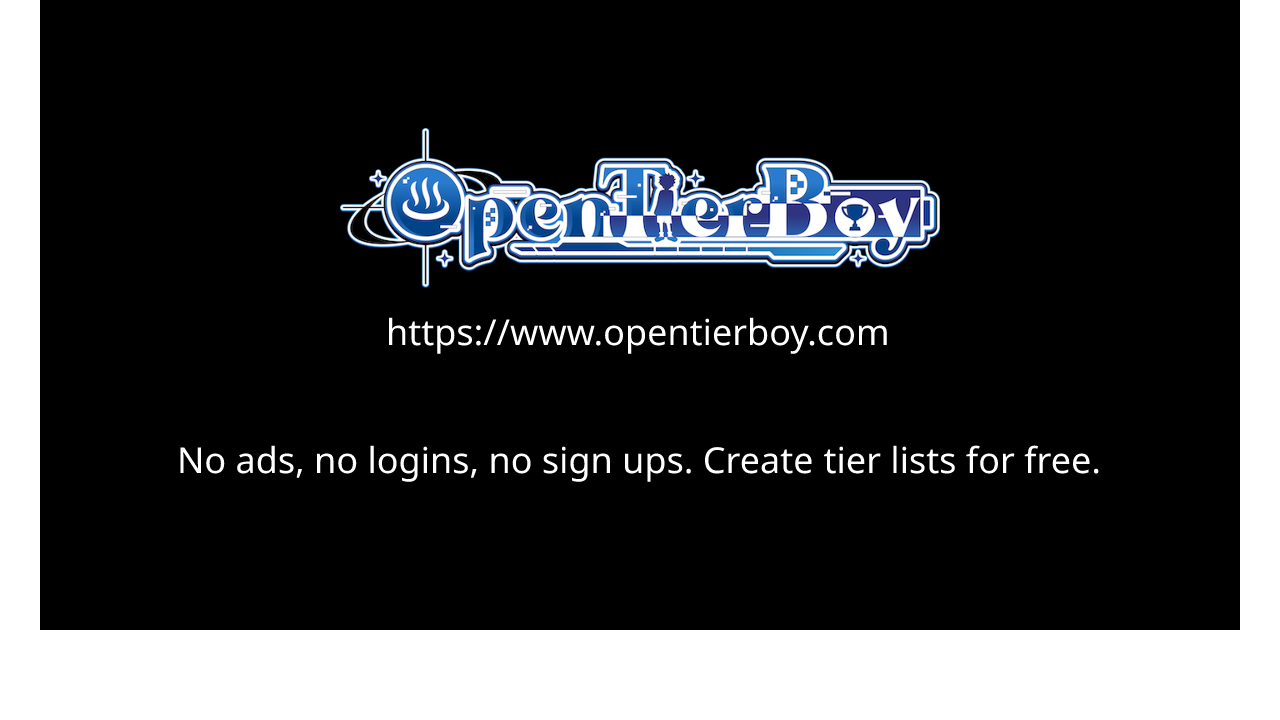 OpenTierBoy
https://www.opentierboy.com
No ads, no logins, no sign ups. Create tier lists for free.